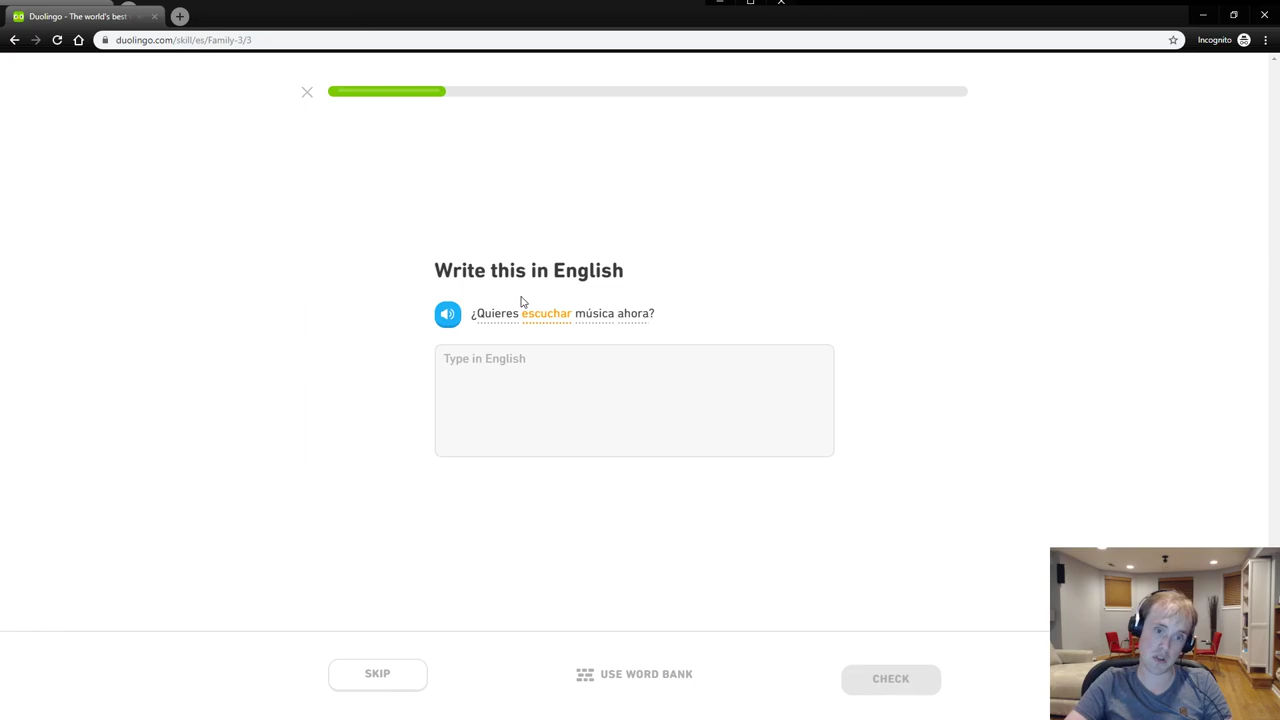 Duolingo - The world's best
duolingo.com/skill/es/Family-3/3
Incognito
Write this in English
¿Quieres escuchar música ahora?
Type in English
SKIP
USE WORD BANK
CHECK